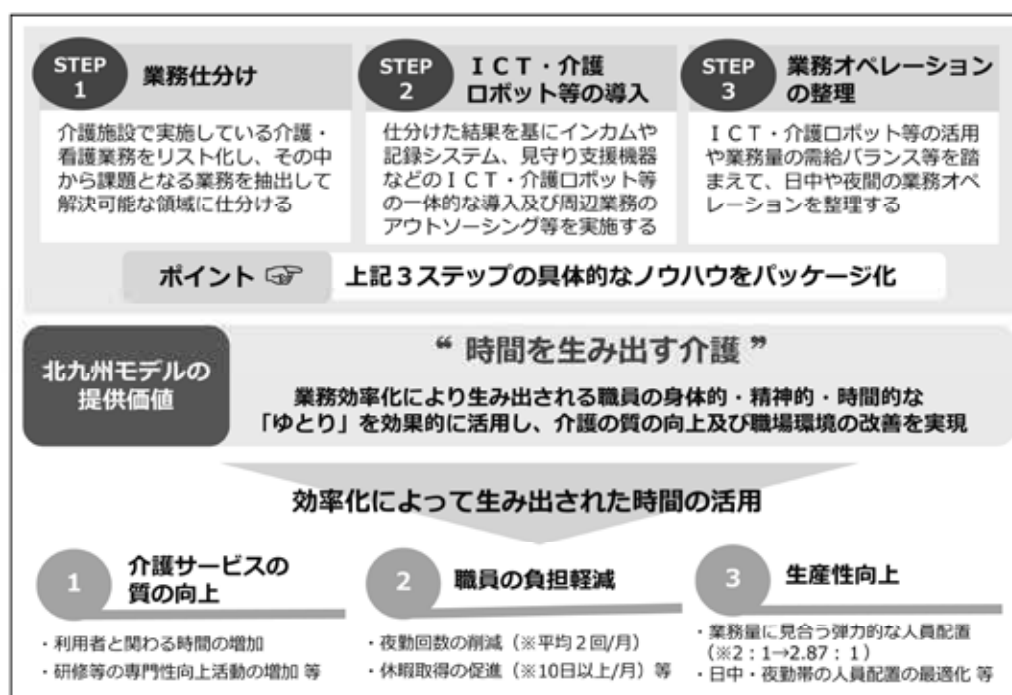 STEP
1
業務仕分け
介護施設で実施している介護・
看護業務をリスト化し、その中
から課題となる業務を抽出して
解決可能な領域に仕分ける
STEP
2
ＩＣＴ・介護
ロボット等の導入
仕分けた結果を基にインカムや
記録システム、見守り支援機器
などのＩＣＴ・介護ロボット等
の一体的な導入及び周辺業務の
アウトソーシング等を実施する
STEP
3
業務オペレーション
の整理
ＩＣＴ・介護ロボット等の活用
や業務量の需給バランス等を踏
まえて、日中や夜間の業務オペ
レーションを整理する
ポイント ☞ 上記３ステップの具体的なノウハウをパッケージ化
北九州モデルの
提供価値
“ 時間を生み出す介護 ”
業務効率化により生み出される職員の身体的・精神的・時間的な
「ゆとり」を効果的に活用し、介護の質の向上及び職場環境の改善を実現
効率化によって生み出された時間の活用
1
介護サービスの
質の向上
・利用者と関わる時間の増加
・研修等の専門性向上活動の増加 等
2
職員の負担軽減
・夜勤回数の削減（※平均２回/月）
・休暇取得の促進（※10日以上/月）等
3
生産性向上
・業務量に見合う弾力的な人員配置
（※2：1→2.87：1）
・日中・夜勤帯の人員配置の最適化 等